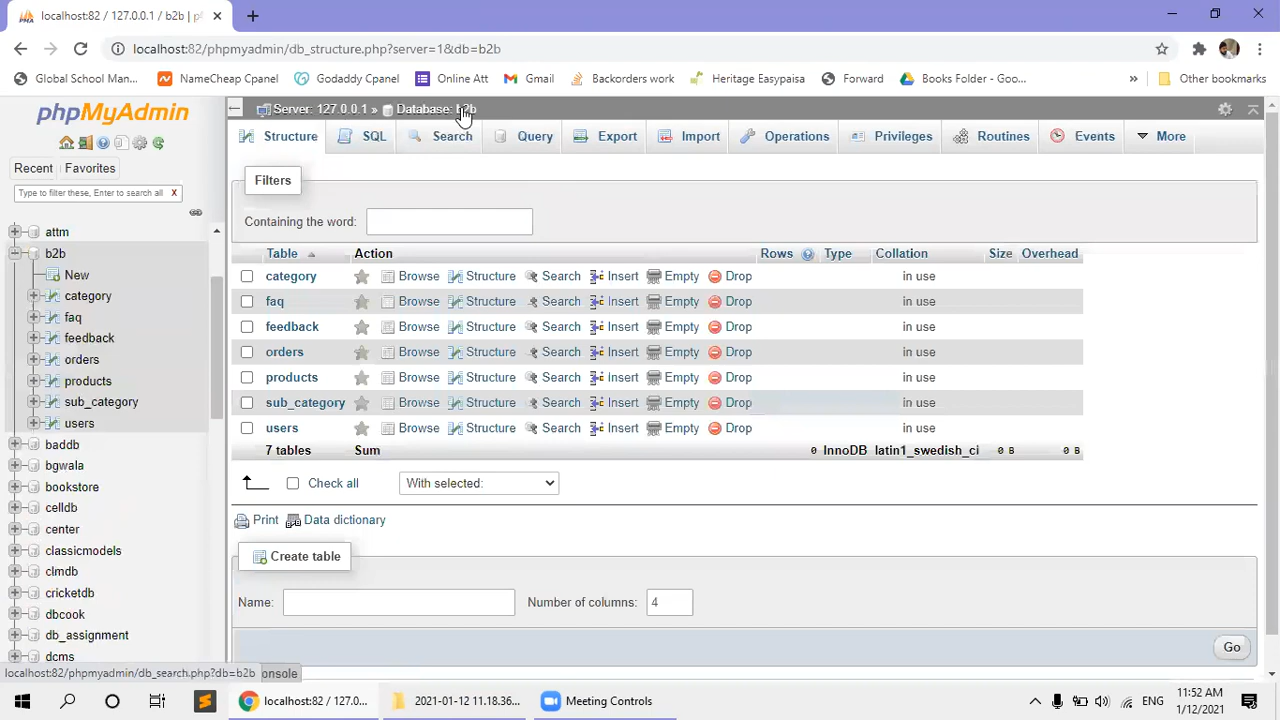 localhost:82 / 127.0.0.1 / b2b | p
localhost:82/phpmyadmin/db_structure.php?server=1&db=b2b
Global School Man... NameCheap Cpanel Godaddy Cpanel Online Att Gmail Backorders work Heritage Easypaisa Forward Books Folder - Goo... » Other bookmarks
phpMyAdmin
Recent Favorites
Type to filter these, Enter to search all X
attm
b2b
New
category
faq
feedback
orders
products
sub_category
users
baddb
bgwala
bookstore
celldb
center
classicmodels
clmdb
cricketdb
dbcook
db_assignment
dcms
Server: 127.0.0.1 » Database: b2b
Structure SQL Search Query Export Import Operations Privileges Routines Events More
Filters
Containing the word:
Table Action Rows Type Collation Size Overhead
category Browse Structure Search Insert Empty Drop in use
faq Browse Structure Search Insert Empty Drop in use
feedback Browse Structure Search Insert Empty Drop in use
orders Browse Structure Search Insert Empty Drop in use
products Browse Structure Search Insert Empty Drop in use
sub_category Browse Structure Search Insert Empty Drop in use
users Browse Structure Search Insert Empty Drop in use
7 tables Sum 0 InnoDB latin1_swedish_ci 0 B 0 B
Check all With selected:
Print Data dictionary
Create table
Name: Number of columns: 4
Go
localhost:82/phpmyadmin/db_search.php?db=b2b onsole
localhost:82 / 127.0... 2021-01-12 11.18.36... Meeting Controls ENG 11:52 AM
1/12/2021